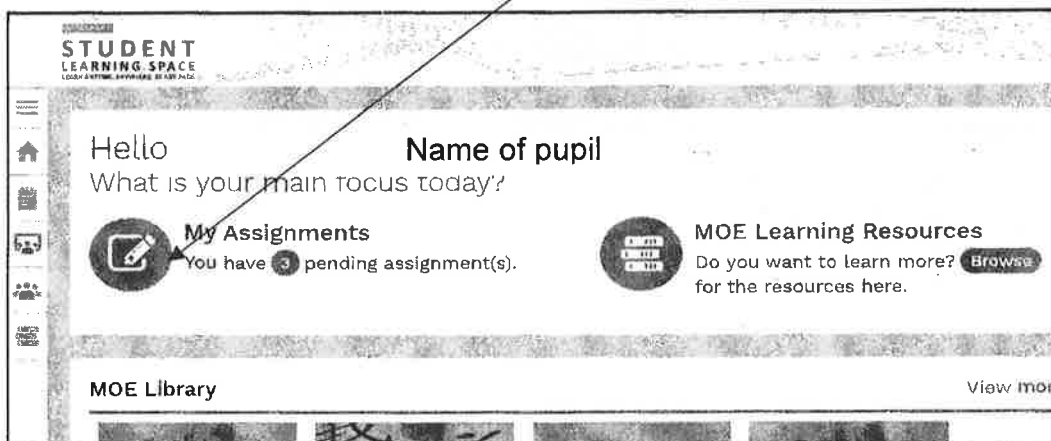 STUDENT
LEARNING SPACE
Hello
Name of pupil
What is your main focus today?
My Assignments
You have 3 pending assignment(s).
MOE Learning Resources
Do you want to learn more? Browse
for the resources here.
MOE Library
View mor